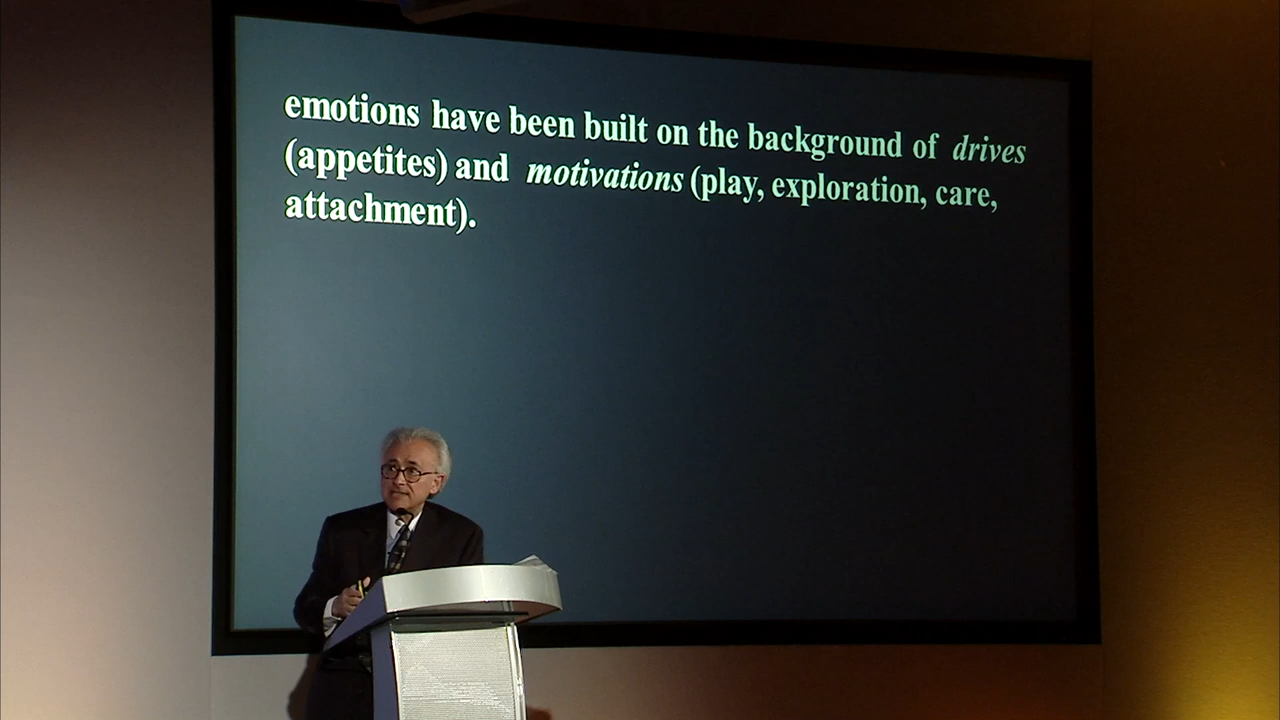 emotions have been built on the background of drives
(appetites) and motivations (play, exploration, care,
attachment).